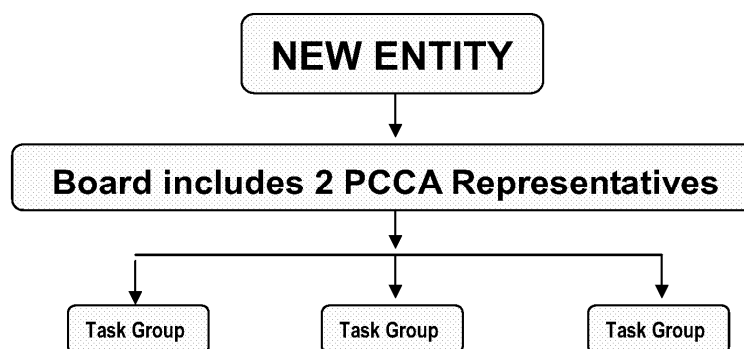 NEW ENTITY
Board includes 2 PCCA Representatives
Task Group Task Group Task Group